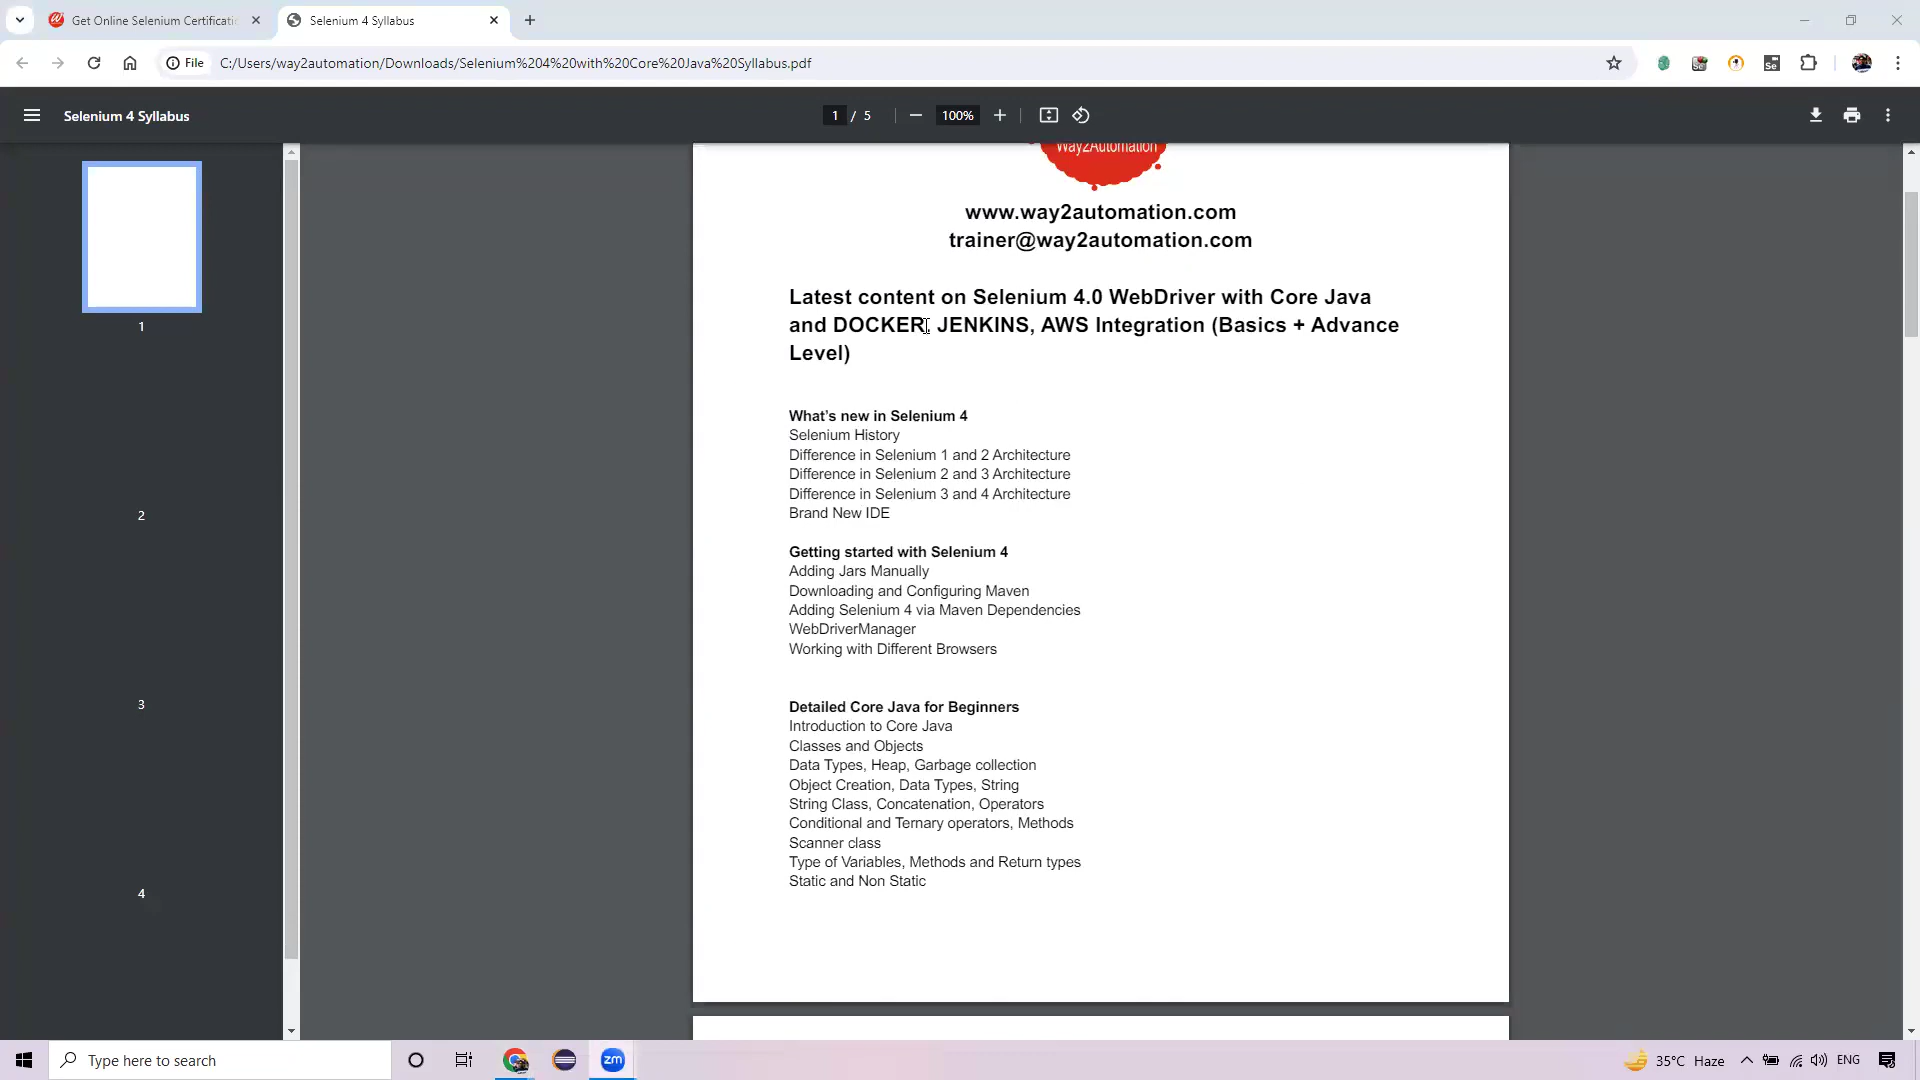 Get Online Selenium Certificati
Selenium 4 Syllabus
File
C:/Users/way2automation/Downloads/Selenium%204%20with%20Core%20Java%20Syllabus.pdf
Selenium 4 Syllabus
1 / 5
100%
1
2
3
4
Way2Automation
www.way2automation.com
trainer@way2automation.com
Latest content on Selenium 4.0 WebDriver with Core Java
and DOCKER, JENKINS, AWS Integration (Basics + Advance
Level)
What's new in Selenium 4
Selenium History
Difference in Selenium 1 and 2 Architecture
Difference in Selenium 2 and 3 Architecture
Difference in Selenium 3 and 4 Architecture
Brand New IDE
Getting started with Selenium 4
Adding Jars Manually
Downloading and Configuring Maven
Adding Selenium 4 via Maven Dependencies
WebDriverManager
Working with Different Browsers
Detailed Core Java for Beginners
Introduction to Core Java
Classes and Objects
Data Types, Heap, Garbage collection
Object Creation, Data Types, String
String Class, Concatenation, Operators
Conditional and Ternary operators, Methods
Scanner class
Type of Variables, Methods and Return types
Static and Non Static
Type here to search
zm
35°C Haze
ENG